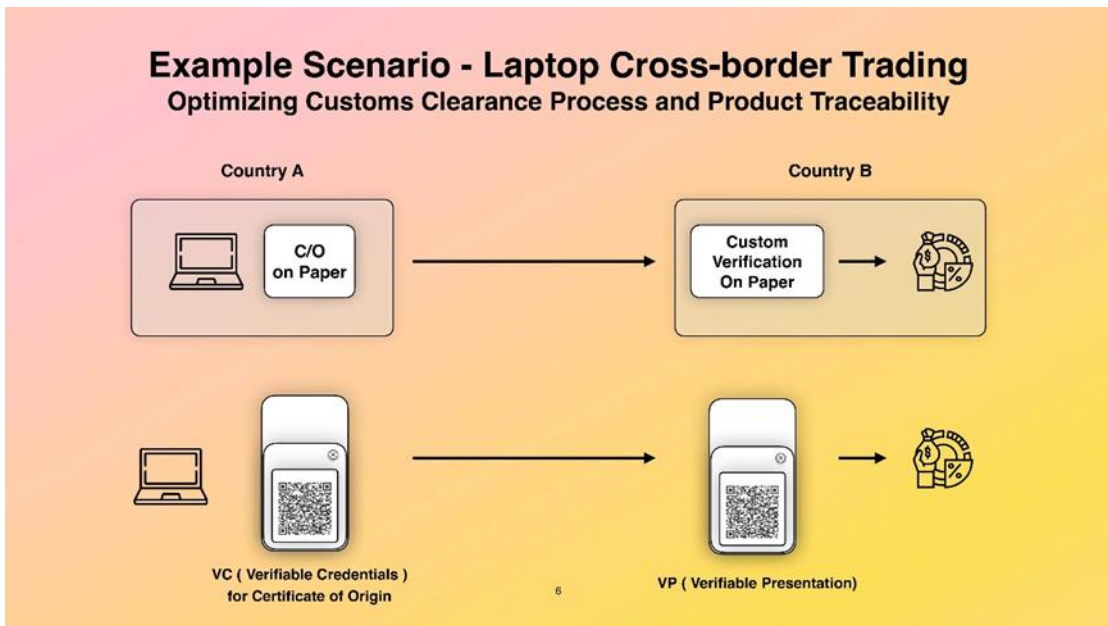 Example Scenario - Laptop Cross-border Trading
Optimizing Customs Clearance Process and Product Traceability
Country A
Country B
C/O
on Paper
Custom
Verification
On Paper
$
%
$
%
VC ( Verifiable Credentials )
for Certificate of Origin
VP ( Verifiable Presentation)
6